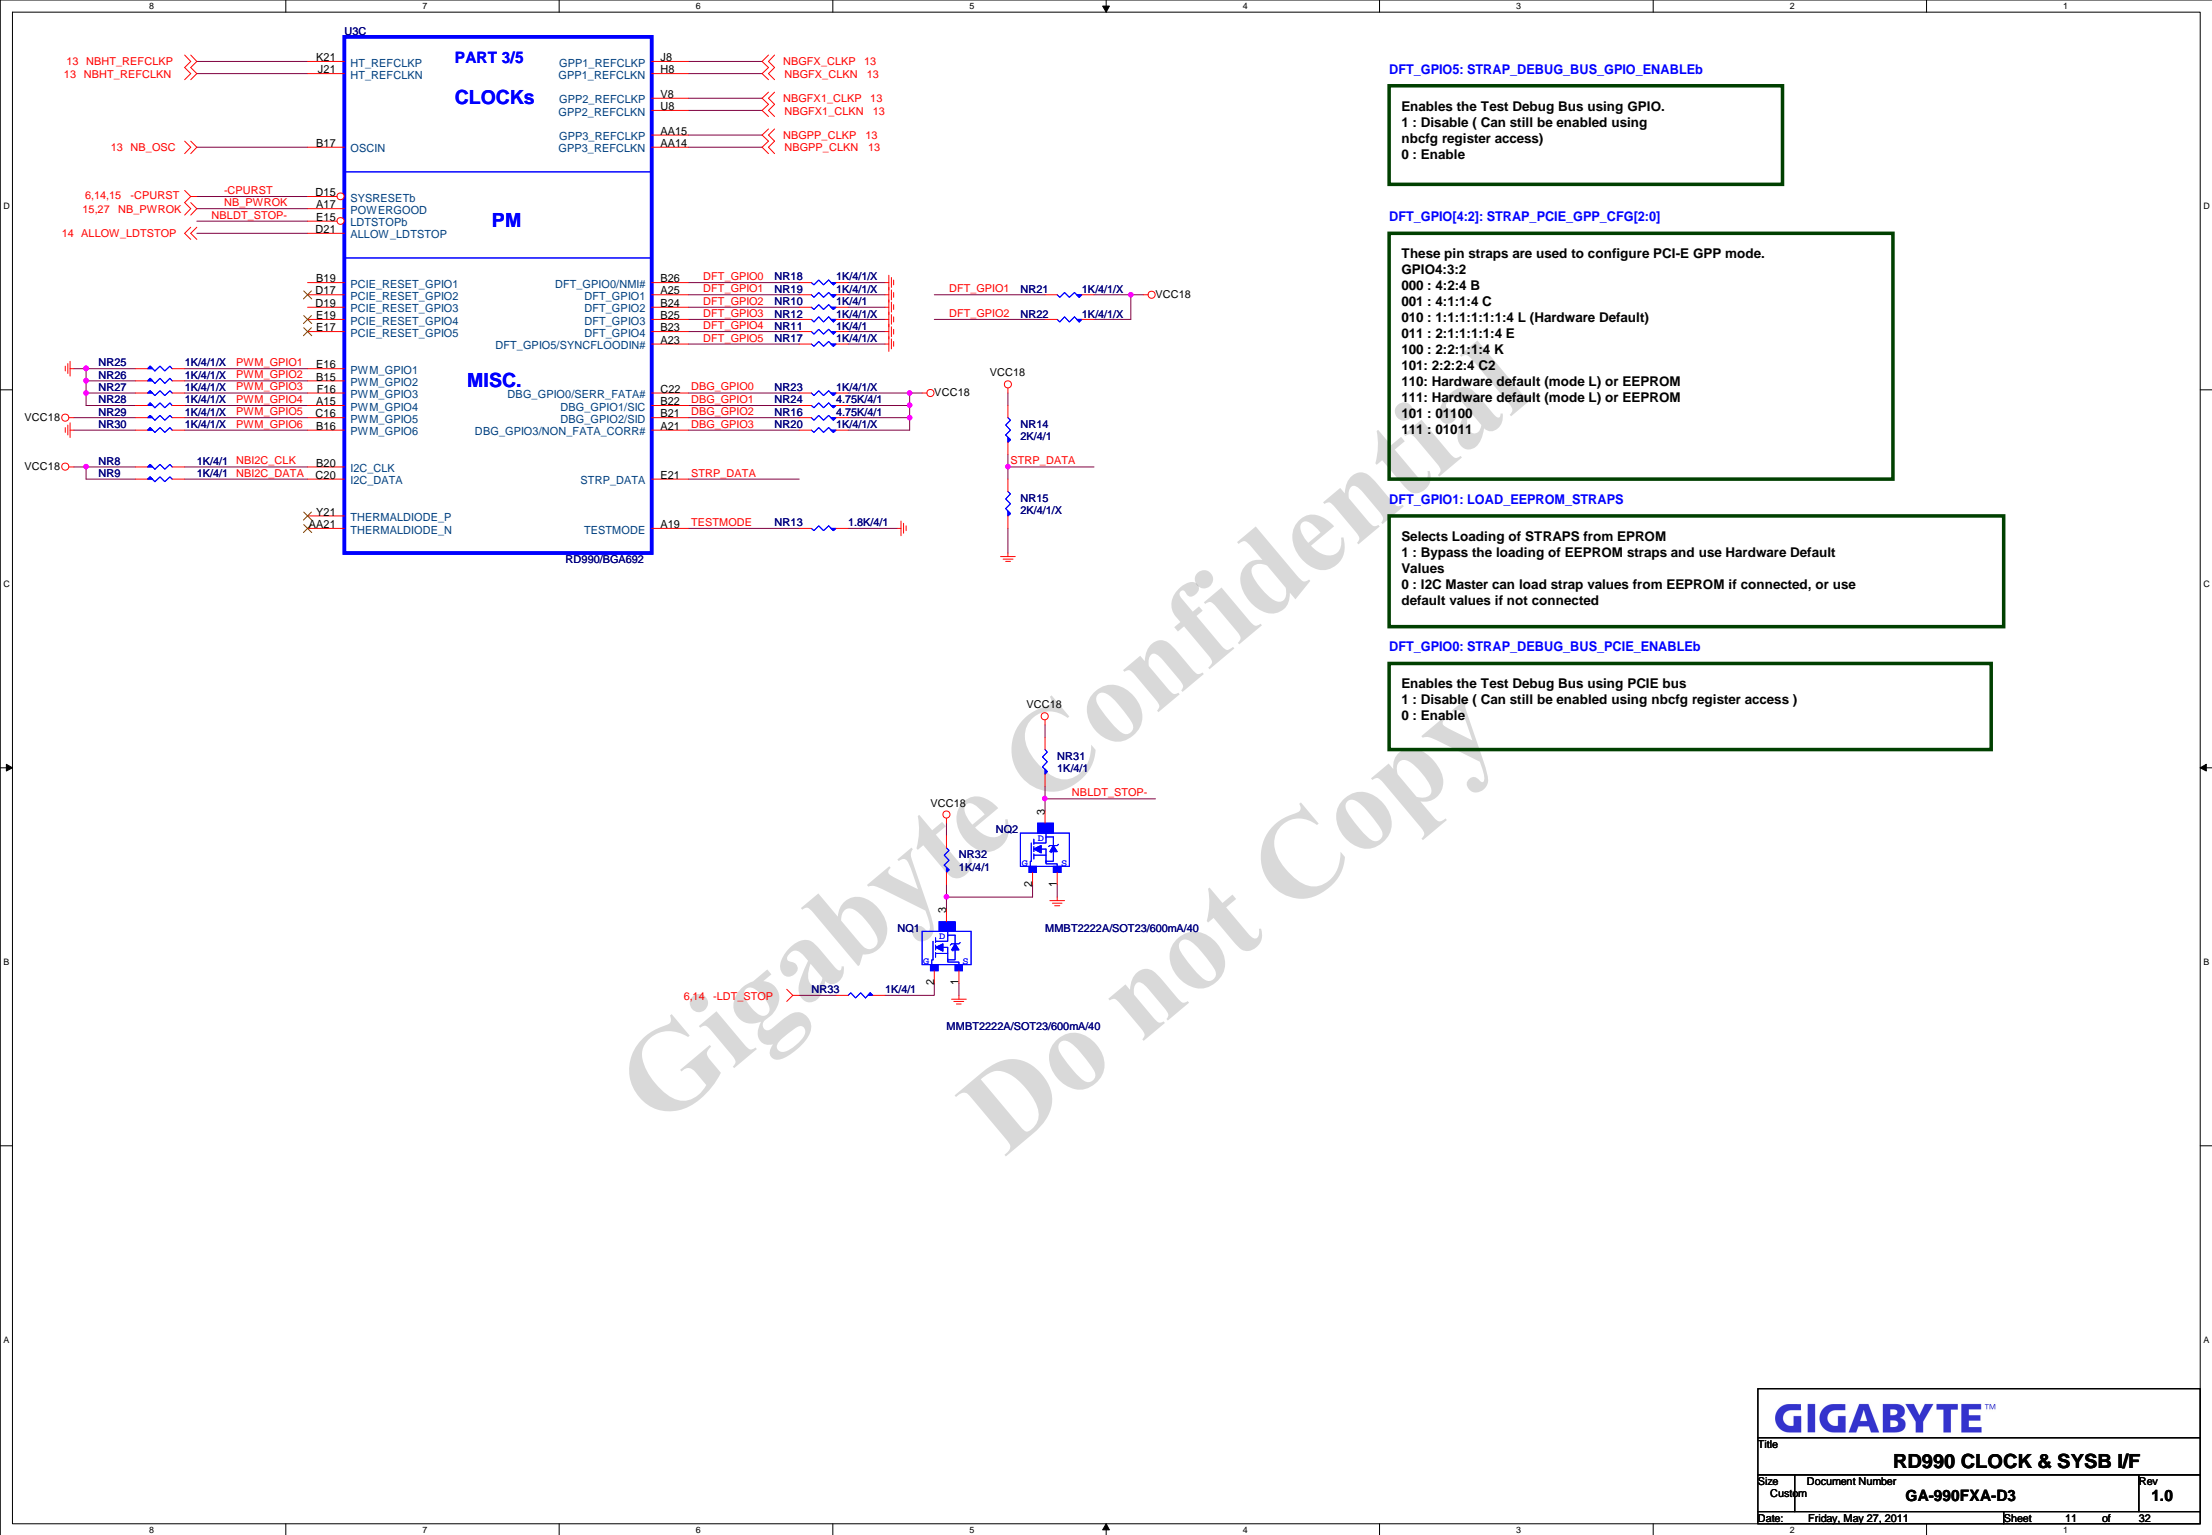 8 7 6 5 4 3 2 1
U3C
PART 3/5
CLOCKs
PM
MISC.
13 NBHT_REFCLKP K21 HT_REFCLKP
13 NBHT_REFCLKN J21 HT_REFCLKN
13 NB_OSC B17 OSCIN
6,14,15 -CPURST -CPURST D15 SYSRESETb
15,27 NB_PWROK NB_PWROK A17 POWERGOOD
NBLDT_STOP- E15 LDTSTOPb
14 ALLOW_LDTSTOP D21 ALLOW_LDTSTOP
B19 PCIE_RESET_GPIO1
D17 PCIE_RESET_GPIO2
D19 PCIE_RESET_GPIO3
E19 PCIE_RESET_GPIO4
E17 PCIE_RESET_GPIO5
NR25 1K/4/1/X PWM_GPIO1 E16 PWM_GPIO1
NR26 1K/4/1/X PWM_GPIO2 B15 PWM_GPIO2
NR27 1K/4/1/X PWM_GPIO3 F16 PWM_GPIO3
NR28 1K/4/1/X PWM_GPIO4 A15 PWM_GPIO4
VCC18 NR29 1K/4/1/X PWM_GPIO5 C16 PWM_GPIO5
NR30 1K/4/1/X PWM_GPIO6 B16 PWM_GPIO6
VCC18 NR8 1K/4/1 NBI2C_CLK B20 I2C_CLK
NR9 1K/4/1 NBI2C_DATA C20 I2C_DATA
Y21 THERMALDIODE_P
AA21 THERMALDIODE_N
GPP1_REFCLKP J8 NBGFX_CLKP 13
GPP1_REFCLKN H8 NBGFX_CLKN 13
GPP2_REFCLKP V8 NBGFX1_CLKP 13
GPP2_REFCLKN U8 NBGFX1_CLKN 13
GPP3_REFCLKP AA15 NBGPP_CLKP 13
GPP3_REFCLKN AA14 NBGPP_CLKN 13
DFT_GPIO0/NMI# B26 DFT_GPIO0 NR18 1K/4/1/X
DFT_GPIO1 A25 DFT_GPIO1 NR19 1K/4/1/X
DFT_GPIO2 B24 DFT_GPIO2 NR10 1K/4/1
DFT_GPIO3 B25 DFT_GPIO3 NR12 1K/4/1/X
DFT_GPIO4 B23 DFT_GPIO4 NR11 1K/4/1
DFT_GPIO5/SYNCFLOODIN# A23 DFT_GPIO5 NR17 1K/4/1/X
DBG_GPIO0/SERR_FATA# C22 DBG_GPIO0 NR23 1K/4/1/X VCC18
DBG_GPIO1/SIC B22 DBG_GPIO1 NR24 4.75K/4/1
DBG_GPIO2/SID B21 DBG_GPIO2 NR16 4.75K/4/1
DBG_GPIO3/NON_FATA_CORR# A21 DBG_GPIO3 NR20 1K/4/1/X
STRP_DATA E21 STRP_DATA
TESTMODE A19 TESTMODE NR13 1.8K/4/1
RD990/BGA692
DFT_GPIO1 NR21 1K/4/1/X VCC18
DFT_GPIO2 NR22 1K/4/1/X
VCC18
NR14
2K/4/1
STRP_DATA
NR15
2K/4/1/X
DFT_GPIO5: STRAP_DEBUG_BUS_GPIO_ENABLEb
Enables the Test Debug Bus using GPIO.
1 : Disable ( Can still be enabled using
nbcfg register access)
0 : Enable
DFT_GPIO[4:2]: STRAP_PCIE_GPP_CFG[2:0]
These pin straps are used to configure PCI-E GPP mode.
GPIO4:3:2
000 : 4:2:4 B
001 : 4:1:1:4 C
010 : 1:1:1:1:1:1:4 L (Hardware Default)
011 : 2:1:1:1:1:4 E
100 : 2:2:1:1:4 K
101: 2:2:2:4 C2
110: Hardware default (mode L) or EEPROM
111: Hardware default (mode L) or EEPROM
101 : 01100
111 : 01011
DFT_GPIO1: LOAD_EEPROM_STRAPS
Selects Loading of STRAPS from EPROM
1 : Bypass the loading of EEPROM straps and use Hardware Default
Values
0 : I2C Master can load strap values from EEPROM if connected, or use
default values if not connected
DFT_GPIO0: STRAP_DEBUG_BUS_PCIE_ENABLEb
Enables the Test Debug Bus using PCIE bus
1 : Disable ( Can still be enabled using nbcfg register access )
0 : Enable
VCC18
NR31
1K/4/1
NBLDT_STOP-
3
NQ2
D
G S
2 1
MMBT2222A/SOT23/600mA/40
VCC18
NR32
1K/4/1
3
NQ1
D
G S
2 1
6,14 -LDT_STOP NR33 1K/4/1
MMBT2222A/SOT23/600mA/40
Gigabyte Confidential
Do not Copy
D D
C C
B B
A A
GIGABYTE™
Title
RD990 CLOCK & SYSB I/F
Size Document Number Rev
Custom GA-990FXA-D3 1.0
Date: Friday, May 27, 2011 Sheet 11 of 32
8 7 6 5 4 3 2 1